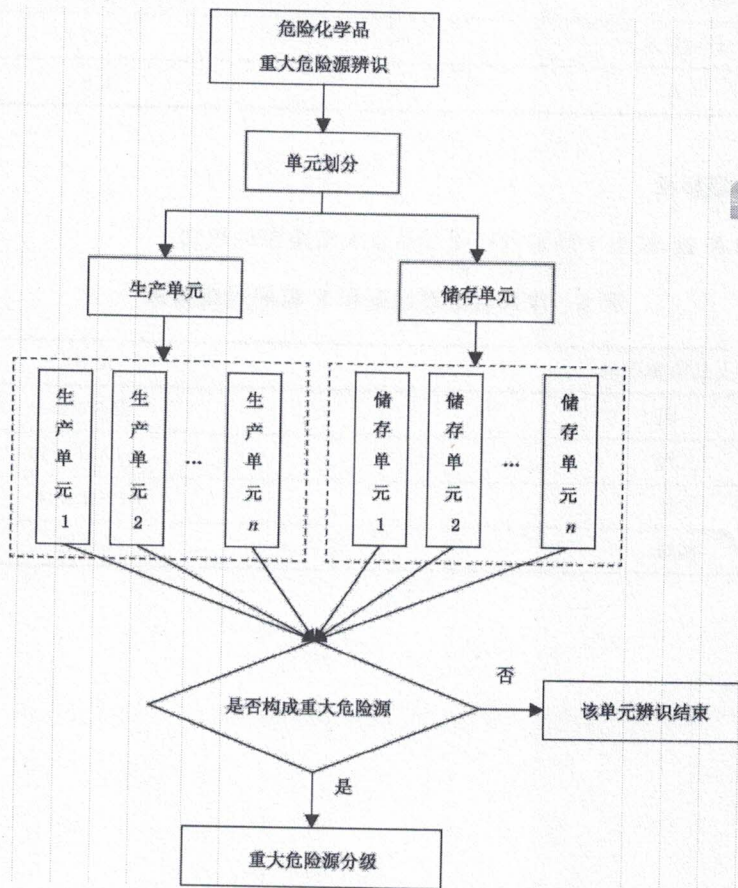 危险化学品
重大危险源辨识
单元划分
生产单元
储存单元
生产单元1
生产单元2
…
生产单元n
储存单元1
储存单元2
…
储存单元n
是否构成重大危险源
否
该单元辨识结束
是
重大危险源分级